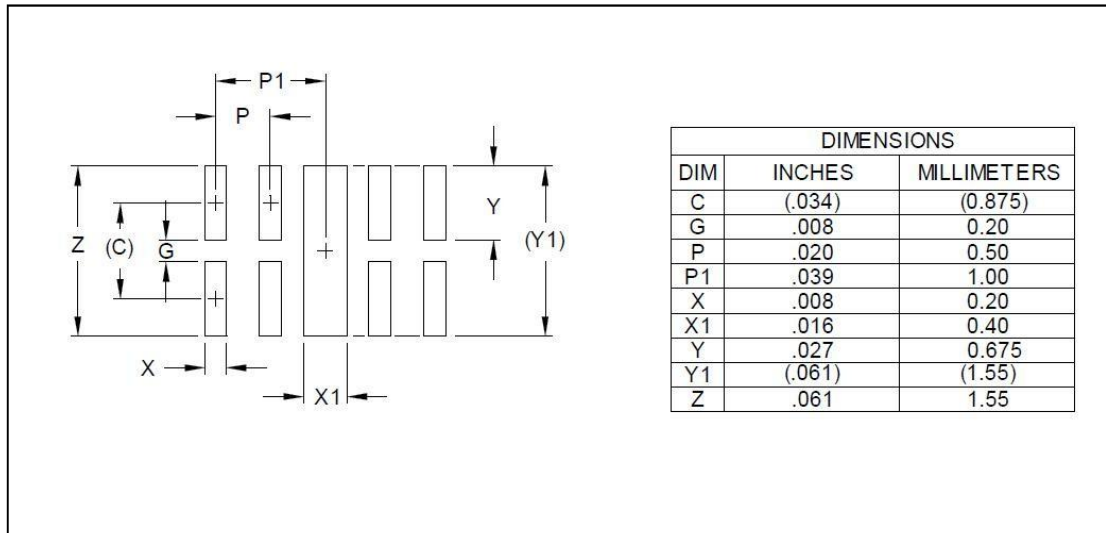 P1
P
Z
(C)
G
Y
(Y1)
X
X1
DIMENSIONS
DIM INCHES MILLIMETERS
C (.034) (0.875)
G .008 0.20
P .020 0.50
P1 .039 1.00
X .008 0.20
X1 .016 0.40
Y .027 0.675
Y1 (.061) (1.55)
Z .061 1.55